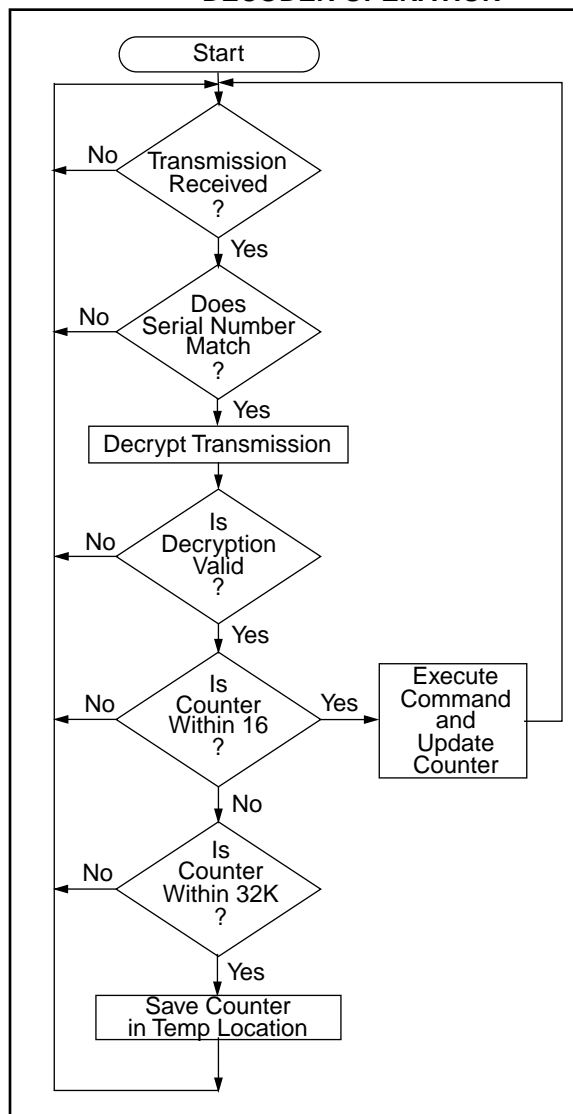 DECODER OPERATION
Start
No
Transmission
Received
?
Yes
No
Does
Serial Number
Match
?
Yes
Decrypt Transmission
No
Is
Decryption
Valid
?
Yes
No
Is
Counter
Within 16
?
Yes
Execute
Command
and
Update
Counter
No
No
Is
Counter
Within 32K
?
Yes
Save Counter
in Temp Location